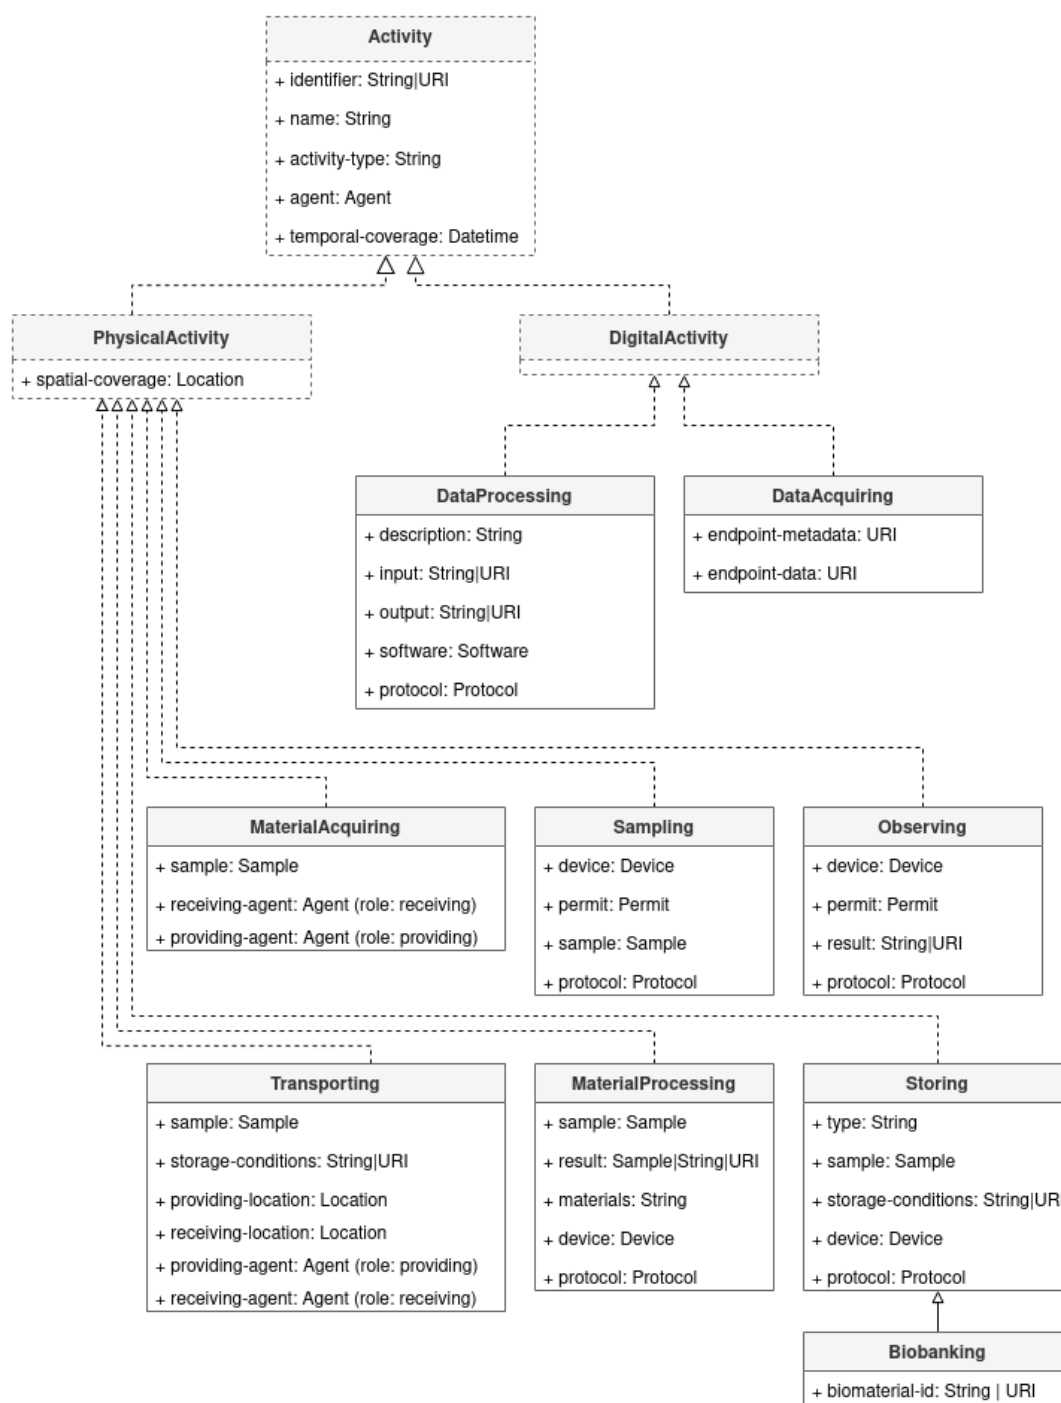 Activity
+ identifier: String|URI
+ name: String
+ activity-type: String
+ agent: Agent
+ temporal-coverage: Datetime
PhysicalActivity
+ spatial-coverage: Location
DigitalActivity
DataProcessing
+ description: String
+ input: String|URI
+ output: String|URI
+ software: Software
+ protocol: Protocol
DataAcquiring
+ endpoint-metadata: URI
+ endpoint-data: URI
MaterialAcquiring
+ sample: Sample
+ receiving-agent: Agent (role: receiving)
+ providing-agent: Agent (role: providing)
Sampling
+ device: Device
+ permit: Permit
+ sample: Sample
+ protocol: Protocol
Observing
+ device: Device
+ permit: Permit
+ result: String|URI
+ protocol: Protocol
Transporting
+ sample: Sample
+ storage-conditions: String|URI
+ providing-location: Location
+ receiving-location: Location
+ providing-agent: Agent (role: providing)
+ receiving-agent: Agent (role: receiving)
MaterialProcessing
+ sample: Sample
+ result: Sample|String|URI
+ materials: String
+ device: Device
+ protocol: Protocol
Storing
+ type: String
+ sample: Sample
+ storage-conditions: String|UR
+ device: Device
+ protocol: Protocol
Biobanking
+ biomaterial-id: String | URI